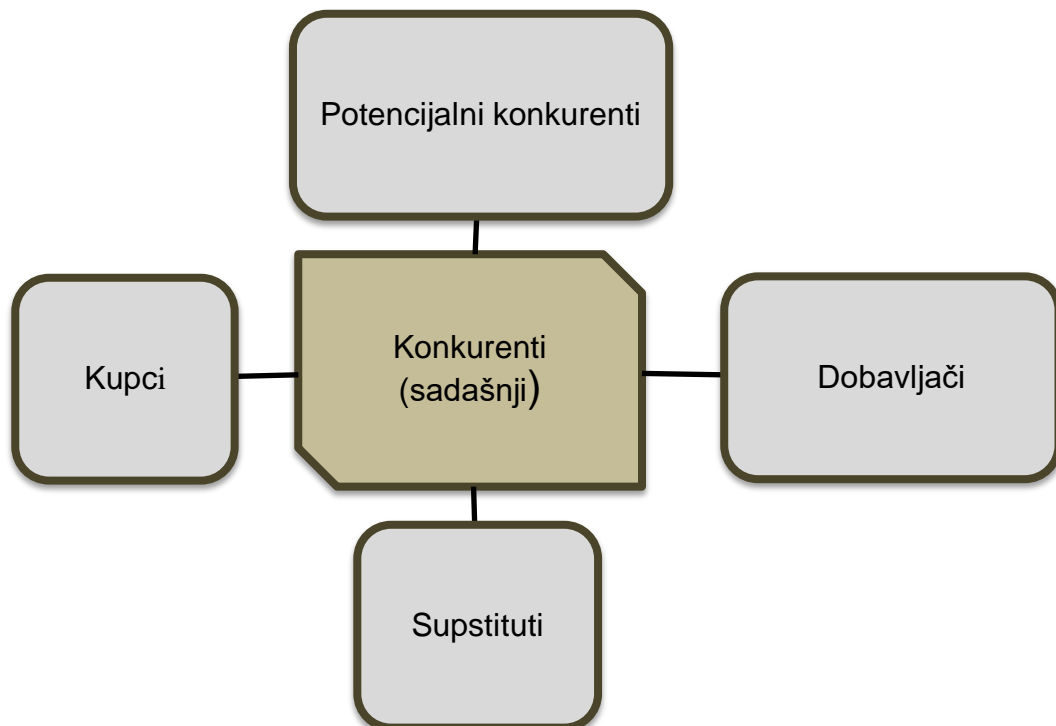 Potencijalni konkurenti
Kupci
Konkurenti
(sadašnji)
Dobavljači
Supstituti